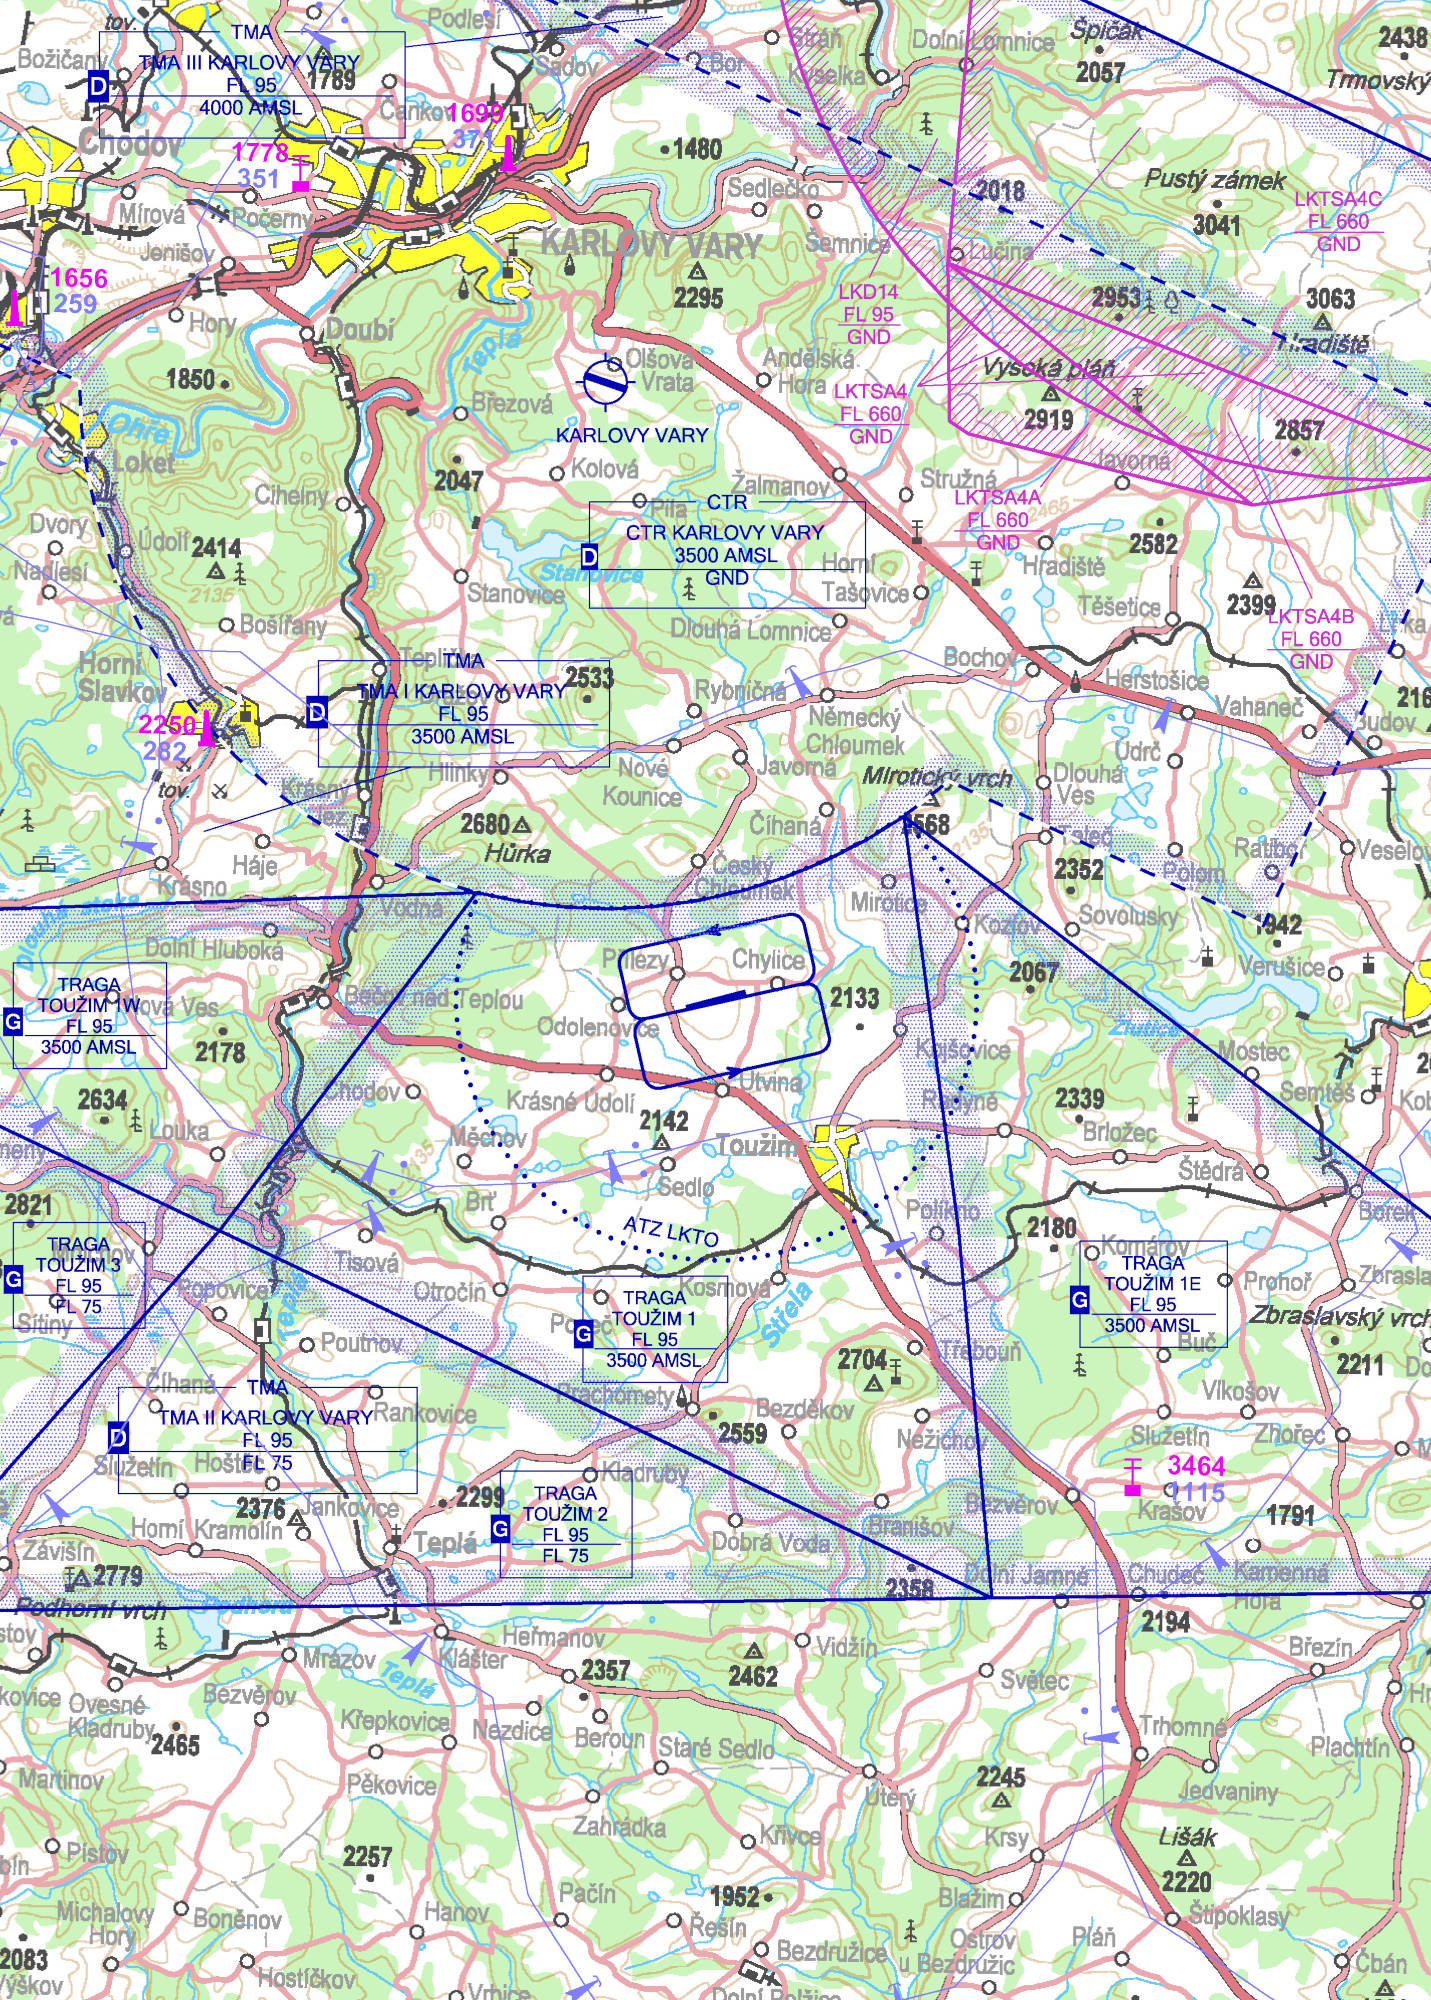 tov.
Podlesí
Stráň
Dolní Lomnice
Špičák
2438
Božičany
TMA
TMA III KARLOVY VARY
FL 95
4000 AMSL
D
1789
Sadov
Bor
Kyselka
2057
Trmovský
Čankov
1699
371
Chodov
1778
351
1480
Sedlečko
2018
Pustý zámek
3041
LKTSA4C
FL 660
GND
Mírová
Počerny
KARLOVY VARY
Šemnice
Lučina
Jenišov
1656
259
2295
LKD14
FL 95
GND
2953
3063
Hradiště
Hory
Doubí
Teplá
Olšová
Vrata
Andělská
Hora
Vysoká pláň
2919
1850
Březová
KARLOVY VARY
LKTSA4
FL 660
GND
2857
Ohře
Loket
2047
Kolová
Žalmanov
Stružná
Javorná
Cihelny
Pila
CTR
CTR KARLOVY VARY
3500 AMSL
GND
D
LKTSA4A
FL 660
GND
2465
2582
Dvory
Údolí
Nadlesí
2414
2135
Stanovice
Stanovice
Horní
Tašovice
Hradiště
Těšetice
2399
LKTSA4B
FL 660
GND
Bošířany
Dlouhá Lomnice
Horní
Slavkov
TMA
TMA I KARLOVY VARY
FL 95
3500 AMSL
D
2533
Rybničná
Bochov
Herstošice
Vahaneč
2250
282
tov.
Německý
Chloumek
Údrč
Hlinky
Nové
Kounice
Javorná
Mirotický vrch
Dlouhá
Ves
Krásný
2680
Hůrka
Číhaná
2568
2135
Háje
Krásno
Český
Chloumek
Mirotice
2352
Polom
Ratiboř
Dlouhá stoka
Vodná
Kozlov
Sovolusky
1942
Dolní Hluboká
Přílezy
Chylice
2067
Verušice
TRAGA
TOUŽIM 1W
FL 95
3500 AMSL
G
Nová Ves
Bečov nad Teplou
2133
2178
Odolenovice
Kojšovice
Žlutice
Mostec
2634
Chodov
Útvina
Semtěš
Louka
Krásné Údolí
2142
Toužim
2339
Brložec
Měchov
2135
Sedlo
Štědrá
2821
Brť
ATZ LKTO
Polikno
2180
Borek
TRAGA
TOUŽIM 3
FL 95
FL 75
G
Tisová
Komárov
TRAGA
TOUŽIM 1E
FL 95
3500 AMSL
G
Prohoř
Popovice
Teplá
Otročín
Kosmová
Střela
Zbraslavský vrch
Sítiny
TRAGA
TOUŽIM 1
FL 95
3500 AMSL
G
Poutnov
2704
Třebouň
Buč
2211
Číhaná
TMA
TMA II KARLOVY VARY
FL 95
FL 75
D
Rankovice
Brachomety
Bezděkov
Vlkošov
2559
Nežichov
Služetín
Zhořec
Služetín
Kladruby
3464
1115
2376
Jankovice
2299
TRAGA
TOUŽIM 2
FL 95
FL 75
G
Bezvěrov
Krašov
1791
Horní Kramolín
Teplá
Dobrá Voda
Branišov
Závišín
2779
2358
Dolní Jamné
Chudeč
Kamenná
Hora
Podhorní vrch
Podhora
2194
Heřmanov
Vidžín
Březín
Mrázov
Klášter
2357
2462
Světec
Ovesné
Kladruby
Bezvěrov
Teplá
2465
Křepkovice
Nezdice
Beroun
Staré Sedlo
Trhomné
Plachtín
Martinov
Pěkovice
2245
Úterý
Jedvaniny
Zahrádka
Křivce
Krsy
Lišák
2220
Pístov
2257
Pačín
1952
Blažim
Michalovy
Hory
Boněnov
Hanov
Řešín
Štipoklasy
Ostrov
u Bezdružic
Pláň
2083
Výškov
Bezdružice
Čbán
Hostíčkov
Vrbice
Dolní Polžice